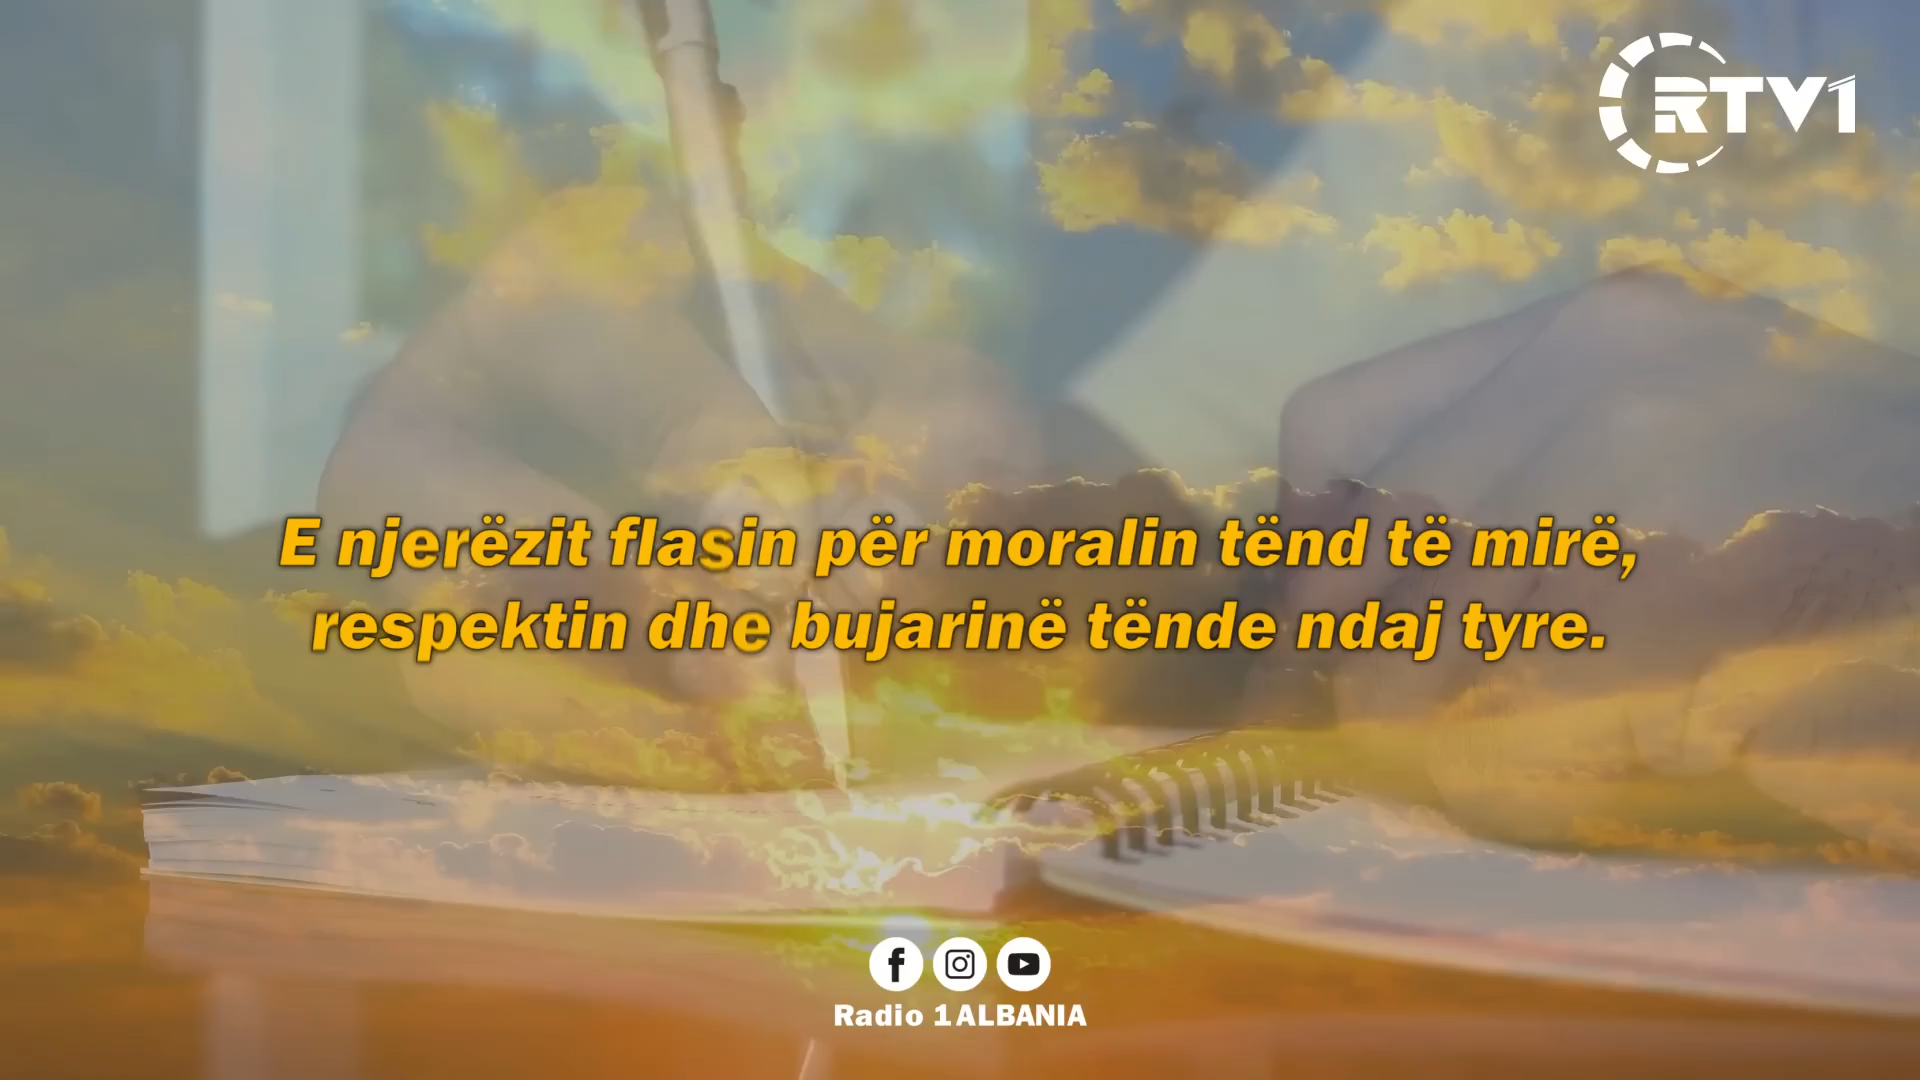 RTV1
E njerëzit flasin për moralin tënd të mirë,
respektin dhe bujarinë tënde ndaj tyre.
Radio 1 ALBANIA